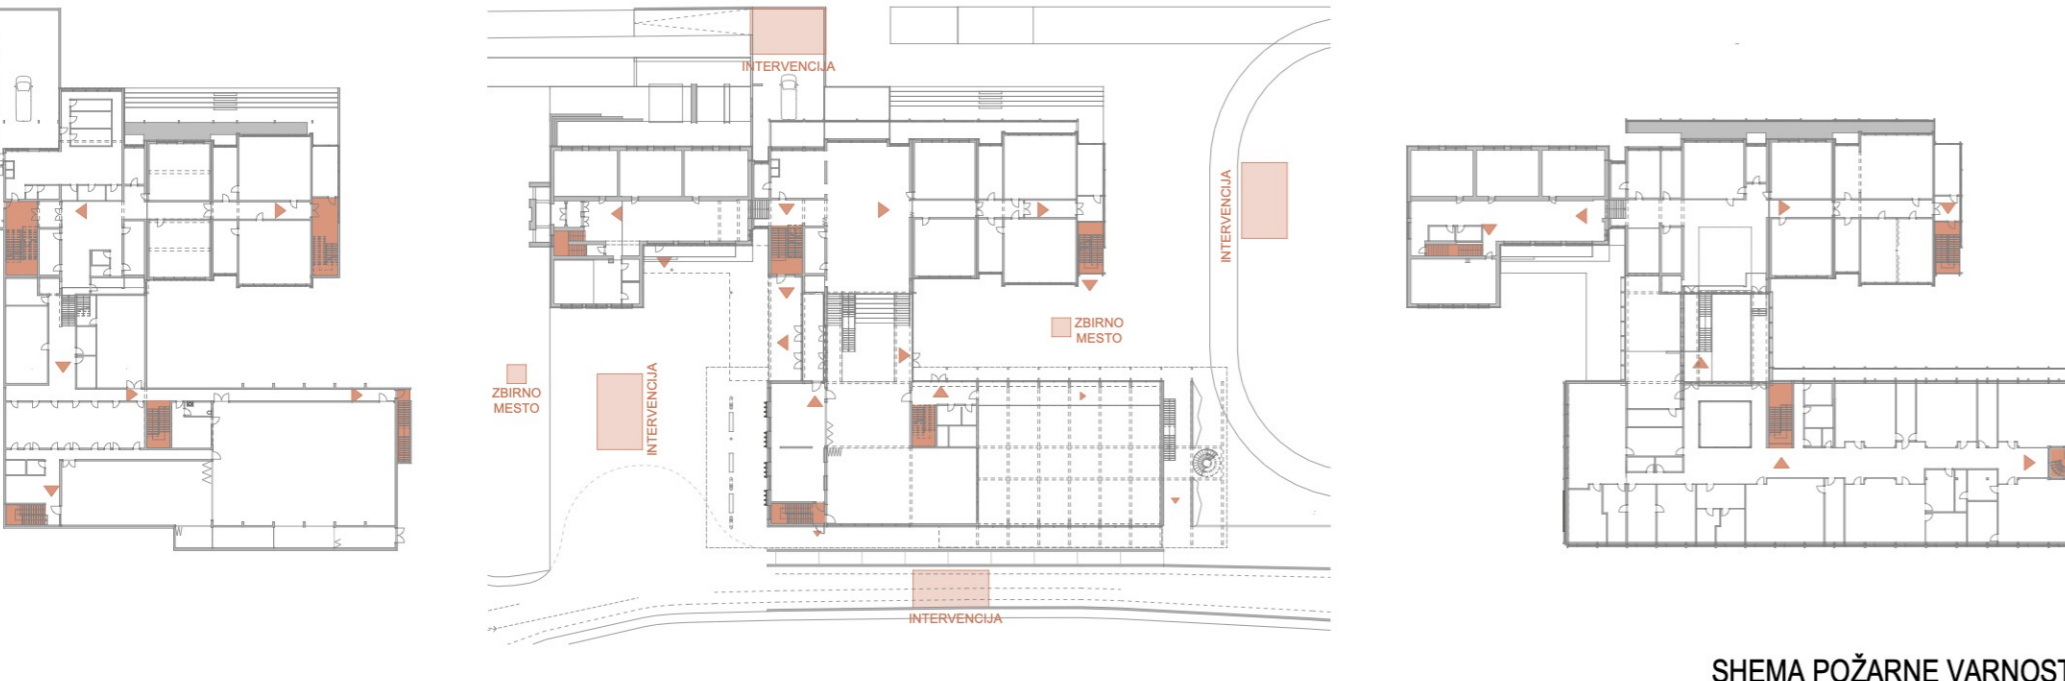 INTERVENCIJA
INTERVENCIJA
ZBIRNO
MESTO
ZBIRNO
MESTO
INTERVENCIJA
INTERVENCIJA
SHEMA POŽARNE VARNOST